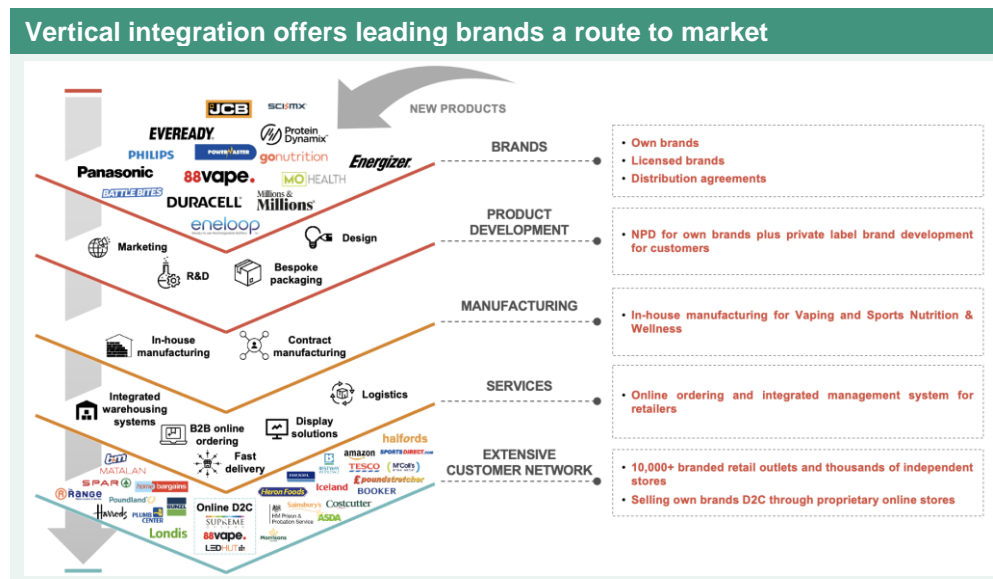 Vertical integration offers leading brands a route to market
NEW PRODUCTS
JCB
SCI-MX
EVEREADY
Protein
Dynamix
PHILIPS
POWERMASTER
gonutrition
Energizer
Panasonic
88vape.
MO HEALTH
BATTLE BITES
DURACELL
Millions &
Millions
eneloop
BRANDS
• Own brands
• Licensed brands
• Distribution agreements
Marketing
R&D
Bespoke
packaging
Design
PRODUCT
DEVELOPMENT
• NPD for own brands plus private label brand development
for customers
In-house
manufacturing
Contract
manufacturing
MANUFACTURING
• In-house manufacturing for Vaping and Sports Nutrition &
Wellness
Integrated
warehousing
systems
B2B online
ordering
Fast
delivery
Display
solutions
Logistics
SERVICES
• Online ordering and integrated management system for
retailers
EXTENSIVE
CUSTOMER NETWORK
• 10,000+ branded retail outlets and thousands of independent
stores
• Selling own brands D2C through proprietary online stores
halfords
amazon
SPORTSDIRECT.com
b&m
MATALAN
TESCO
McColl's
poundstretcher
SPAR
home bargains
Heron Foods
Iceland
BOOKER
RANGE
Poundland
BUNZL
Harrods
PLUMB
CENTER
Londis
Online D2C
SUPREME
88vape.
LEDHUT
HM Prison &
Probation Service
Sainsbury's
Costcutter
ASDA
Morrisons